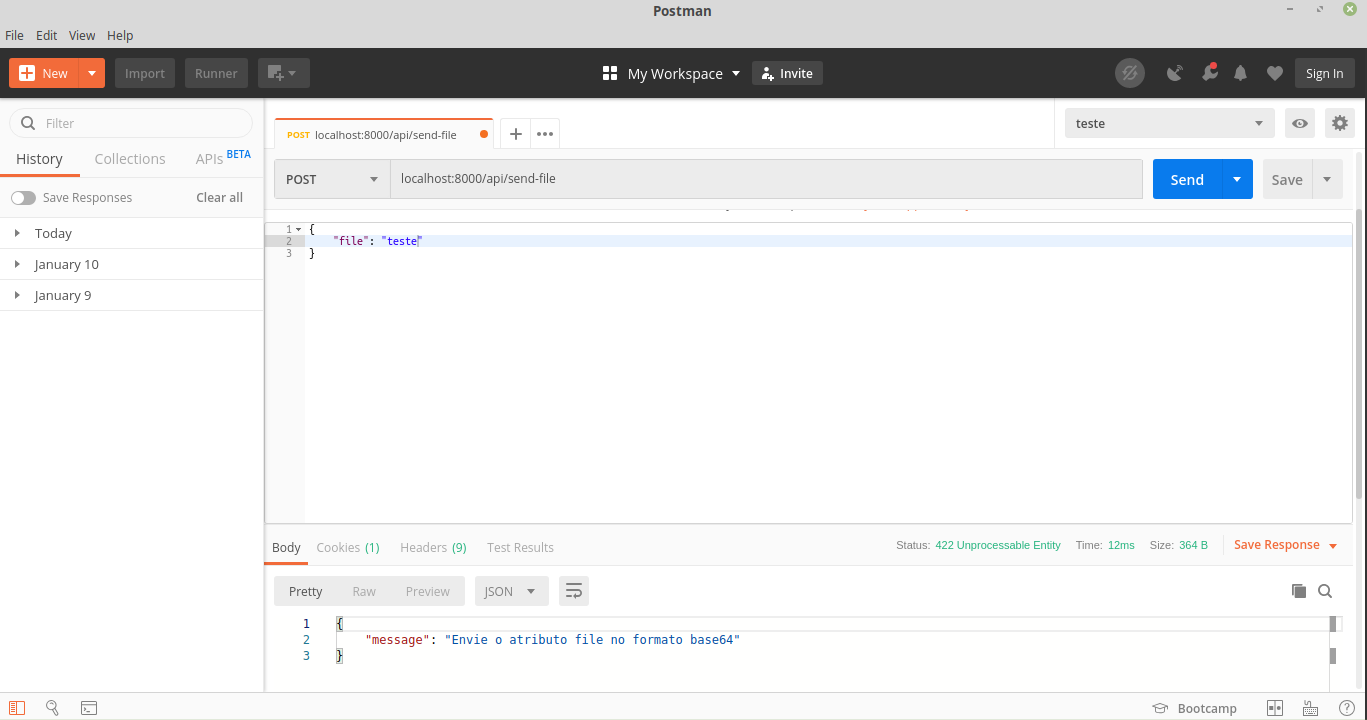 Postman
File Edit View Help
New Import Runner My Workspace Invite Sign In
Filter
History Collections APIs BETA
Save Responses Clear all
Today
January 10
January 9
POST localhost:8000/api/send-file
teste
POST localhost:8000/api/send-file Send Save
1 {
2 "file": "teste"
3 }
Body Cookies (1) Headers (9) Test Results Status: 422 Unprocessable Entity Time: 12ms Size: 364 B Save Response
Pretty Raw Preview JSON
1 {
2 "message": "Envie o atributo file no formato base64"
3 }
Bootcamp